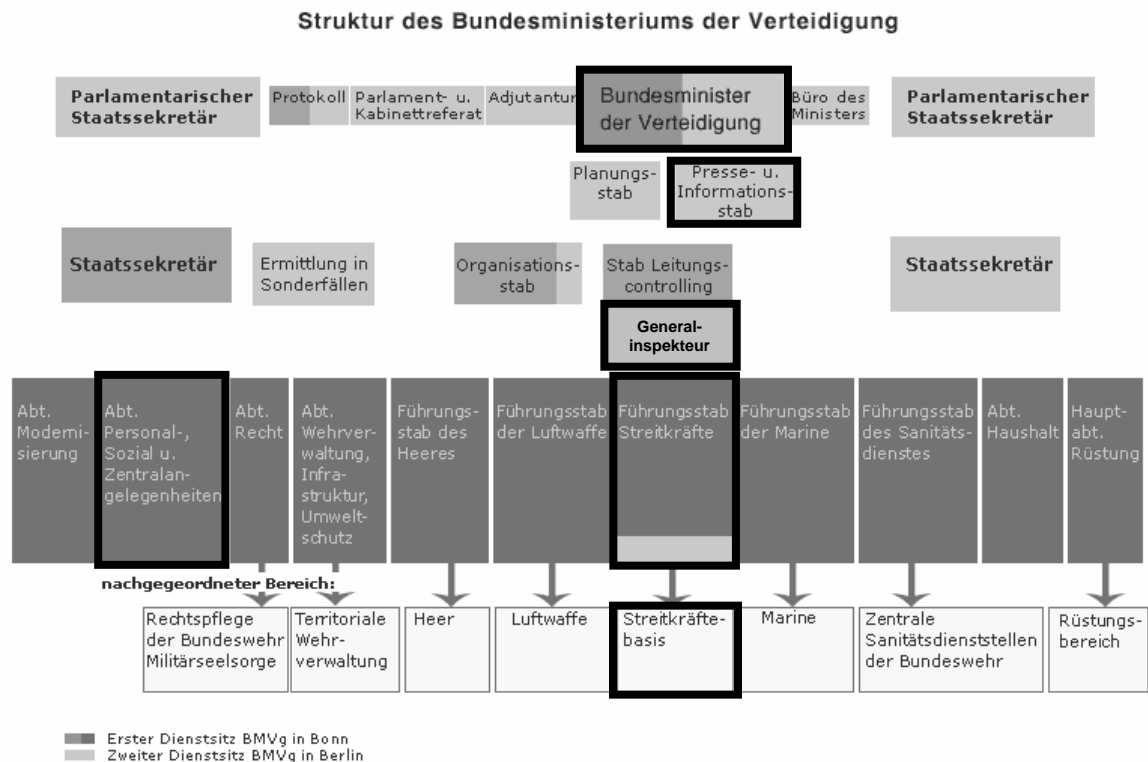 Struktur des Bundesministeriums der Verteidigung
Parlamentarischer
Staatssekretär
Protokoll
Parlament- u.
Kabinettreferat
Adjutantur
Bundesminister
der Verteidigung
Büro des
Ministers
Parlamentarischer
Staatssekretär
Planungs-
stab
Presse- u.
Informations-
stab
Staatssekretär
Ermittlung in
Sonderfällen
Organisations-
stab
Stab Leitungs-
controlling
Staatssekretär
General-
inspekteur
Abt.
Moderni-
sierung
Abt.
Personal-,
Sozial u.
Zentralan-
gelegenheiten
Abt.
Recht
Abt.
Wehrver-
waltung,
Infra-
struktur,
Umwelt-
schutz
Führungs-
stab des
Heeres
Führungsstab
der Luftwaffe
Führungsstab
Streitkräfte
Führungsstab
der Marine
Führungsstab
des Sanitäts-
dienstes
Abt.
Haushalt
Haupt-
abt.
Rüstung
nachgegeordneter Bereich:
Rechtspflege
der Bundeswehr
Militärseelsorge
Territoriale
Wehr-
verwaltung
Heer
Luftwaffe
Streitkräfte-
basis
Marine
Zentrale
Sanitätsdienststellen
der Bundeswehr
Rüstungs-
bereich
Erster Dienstsitz BMVg in Bonn
Zweiter Dienstsitz BMVg in Berlin